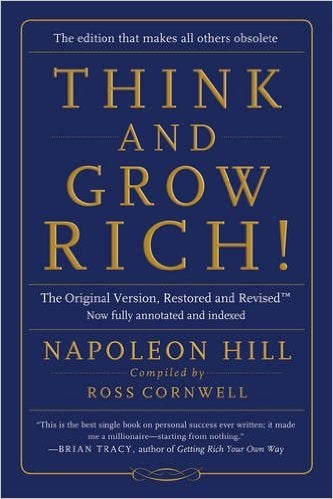 The edition that makes all others obsolete
THINK
AND
GROW
RICH!
The Original Version, Restored and Revised™
Now fully annotated and indexed
NAPOLEON HILL
Compiled by
ROSS CORNWELL
"This is the best single book on personal success ever written; it made
me a millionaire—starting from nothing."
—BRIAN TRACY, author of Getting Rich Your Own Way